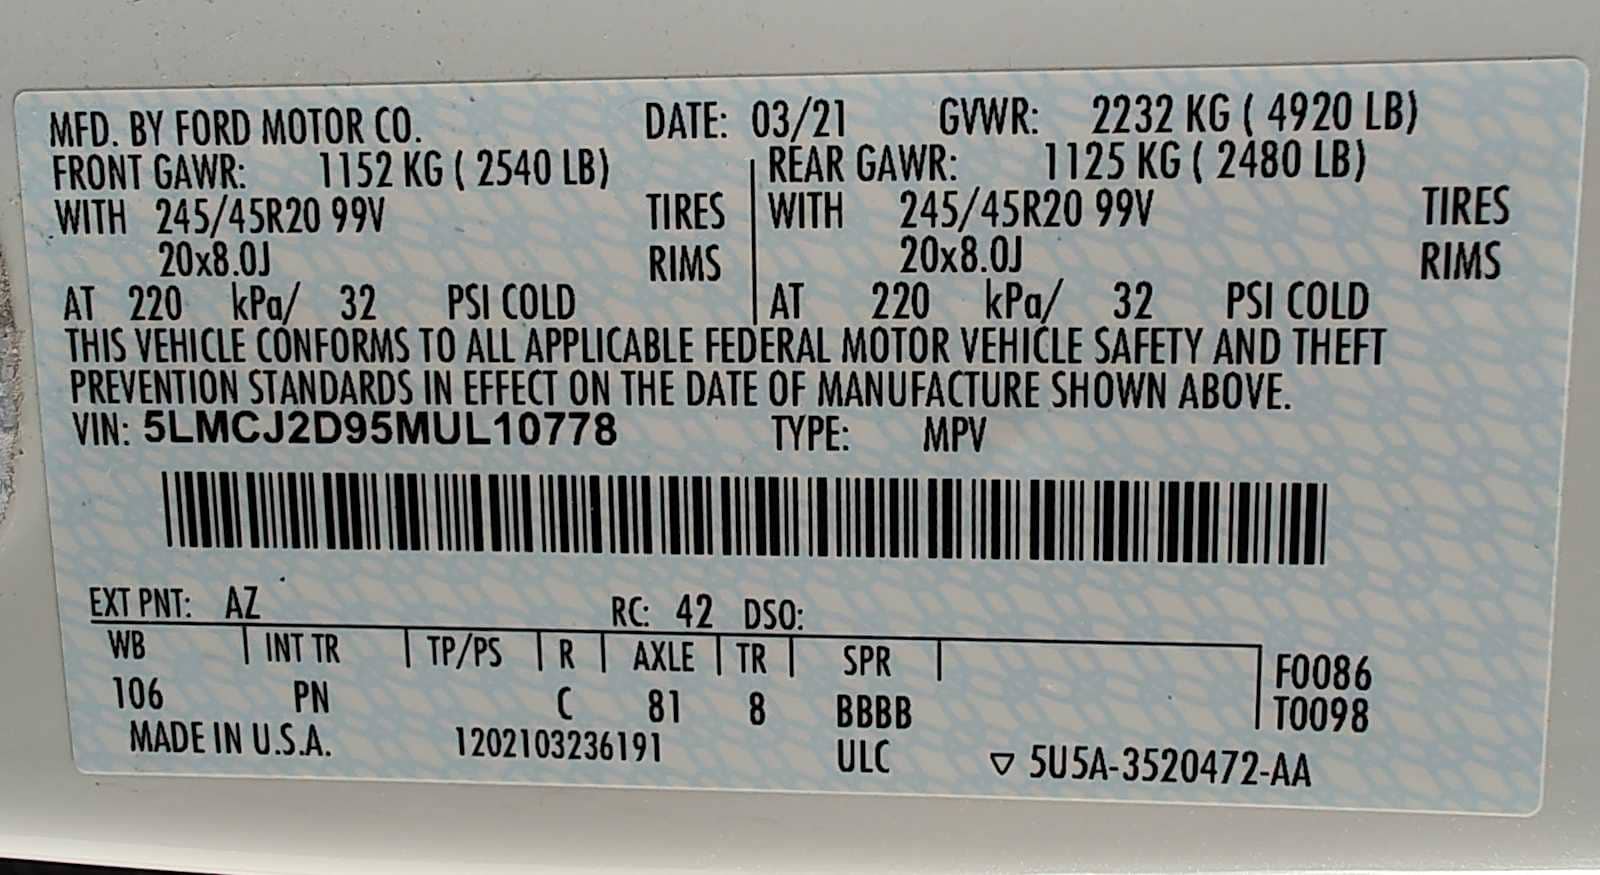 MFD. BY FORD MOTOR CO. DATE: 03/21 GVWR: 2232 KG ( 4920 LB)
FRONT GAWR: 1152 KG ( 2540 LB) REAR GAWR: 1125 KG ( 2480 LB)
WITH 245/45R20 99V TIRES WITH 245/45R20 99V TIRES
20x8.0J RIMS 20x8.0J RIMS
AT 220 kPa/ 32 PSI COLD AT 220 kPa/ 32 PSI COLD
THIS VEHICLE CONFORMS TO ALL APPLICABLE FEDERAL MOTOR VEHICLE SAFETY AND THEFT
PREVENTION STANDARDS IN EFFECT ON THE DATE OF MANUFACTURE SHOWN ABOVE.
VIN: 5LMCJ2D95MUL10778 TYPE: MPV
EXT PNT: AZ RC: 42 DSO:
WB INT TR TP/PS R AXLE TR SPR F0086
106 PN C 81 8 BBBB T0098
MADE IN U.S.A. 1202103236191 ULC ▽ 5U5A-3520472-AA